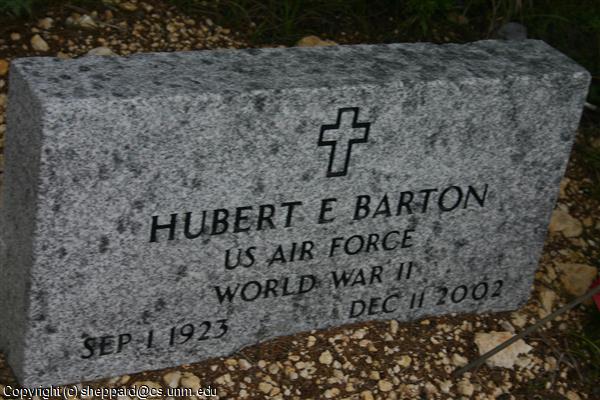 HUBERT E BARTON
US AIR FORCE
WORLD WAR II
SEP 1 1923 DEC 11 2002
Copyright (c) sheppard@cs.unm.edu